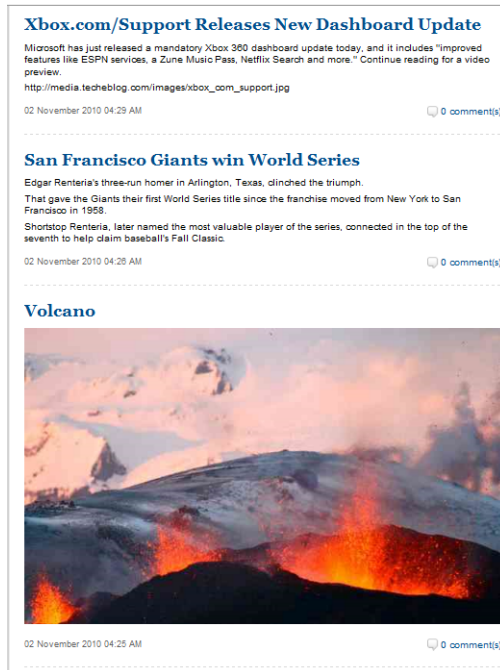 Xbox.com/Support Releases New Dashboard Update
Microsoft has just released a mandatory Xbox 360 dashboard update today, and it includes "improved
features like ESPN services, a Zune Music Pass, Netflix Search and more." Continue reading for a video
preview.
http://media.techeblog.com/images/xbox_com_support.jpg
02 November 2010 04:29 AM
0 comment(s)
San Francisco Giants win World Series
Edgar Renteria's three-run homer in Arlington, Texas, clinched the triumph.
That gave the Giants their first World Series title since the franchise moved from New York to San
Francisco in 1958.
Shortstop Renteria, later named the most valuable player of the series, connected in the top of the
seventh to help claim baseball's Fall Classic.
02 November 2010 04:26 AM
0 comment(s)
Volcano
02 November 2010 04:25 AM
0 comment(s)